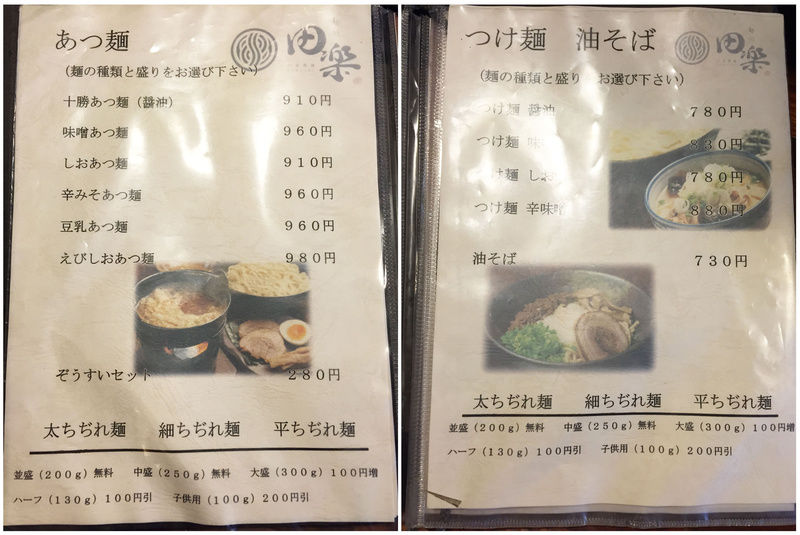 あつ麺
田楽
(麺の種類と盛りをお選び下さい)
十勝あつ麺(醤油) 910円
味噌あつ麺 960円
しおあつ麺 910円
辛みそあつ麺 960円
豆乳あつ麺 960円
えびしおあつ麺 980円
ぞうすいセット 280円
太ちぢれ麺 細ちぢれ麺 平ちぢれ麺
並盛(200g)無料 中盛(250g)無料 大盛(300g)100円増
ハーフ(130g)100円引 子供用(100g)200円引
つけ麺 油そば
田楽
(麺の種類と盛りをお選び下さい)
つけ麺 醤油 780円
つけ麺 味噌 830円
つけ麺 しお 780円
つけ麺 辛味噌 880円
油そば 730円
太ちぢれ麺 細ちぢれ麺 平ちぢれ麺
並盛(200g)無料 中盛(250g)無料 大盛(300g)100円増
ハーフ(130g)100円引 子供用(100g)200円引